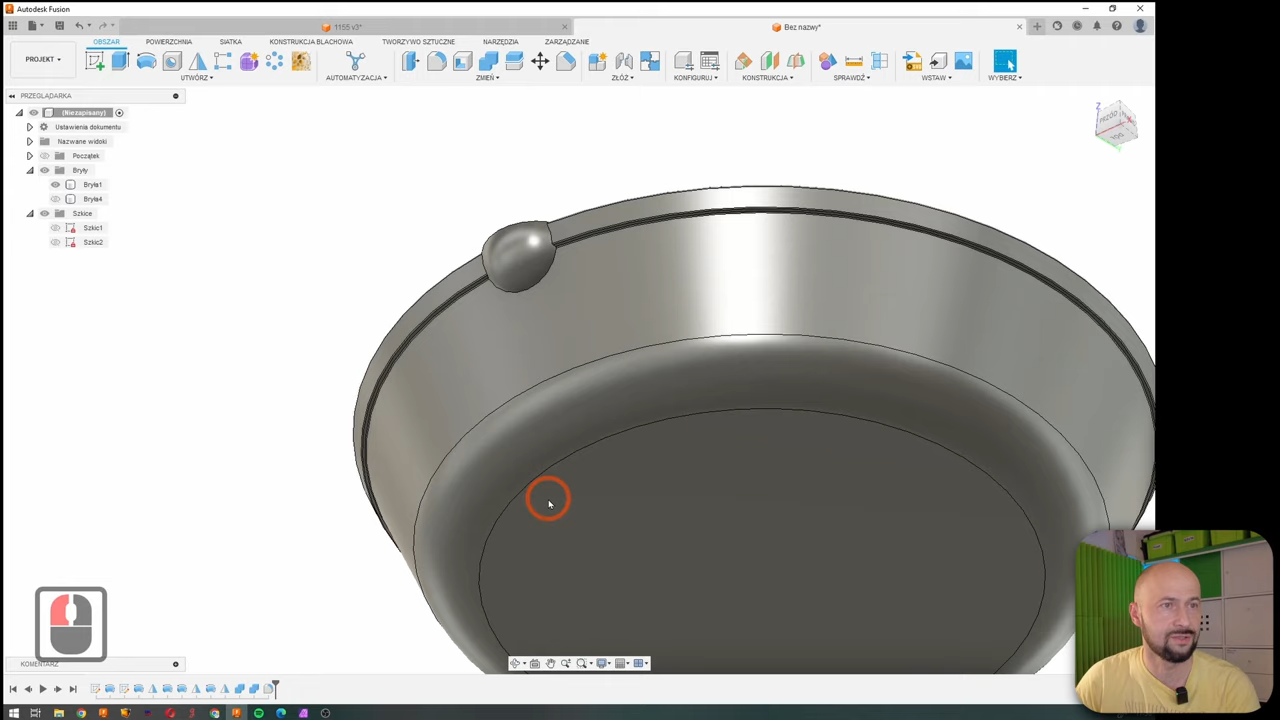 Autodesk Fusion
1155 v3*
Bez nazwy*
PROJEKT
OBSZAR
POWIERZCHNIA
SIATKA
KONSTRUKCJA BLACHOWA
TWORZYWO SZTUCZNE
NARZĘDZIA
ZARZĄDZANIE
UTWÓRZ
AUTOMATYZACJA
ZMIEŃ
ZŁÓŻ
KONFIGURUJ
KONSTRUKCJA
SPRAWDŹ
WSTAW
WYBIERZ
PRZEGLĄDARKA
(Niezapisany)
Ustawienia dokumentu
Nazwane widoki
Początek
Bryły
Bryła1
Bryła4
Szkice
Szkic1
Szkic2
Z
X
Y
PRZÓD
KOMENTARZ